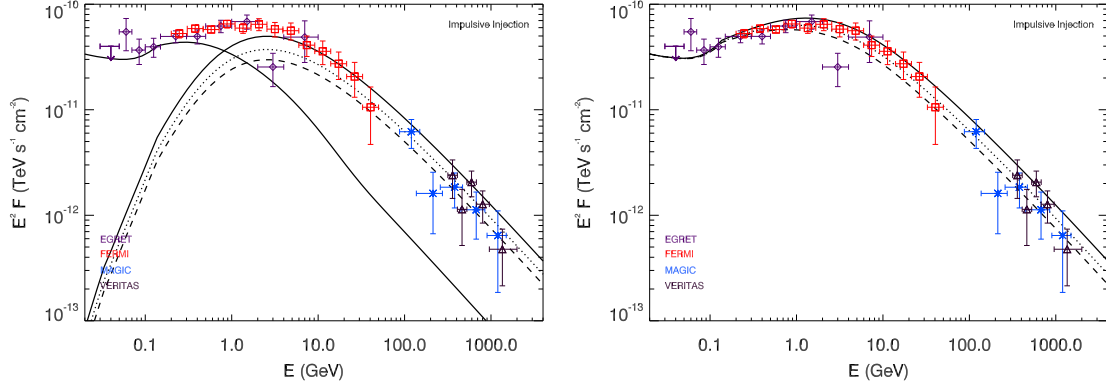 10⁻¹⁰
10⁻¹¹
10⁻¹²
10⁻¹³
E² F (TeV s⁻¹ cm⁻²)
Impulsive Injection
EGRET
FERMI
MAGIC
VERITAS
0.1 1.0 10.0 100.0 1000.0
E (GeV)
10⁻¹⁰
10⁻¹¹
10⁻¹²
10⁻¹³
E² F (TeV s⁻¹ cm⁻²)
Impulsive Injection
EGRET
FERMI
MAGIC
VERITAS
0.1 1.0 10.0 100.0 1000.0
E (GeV)